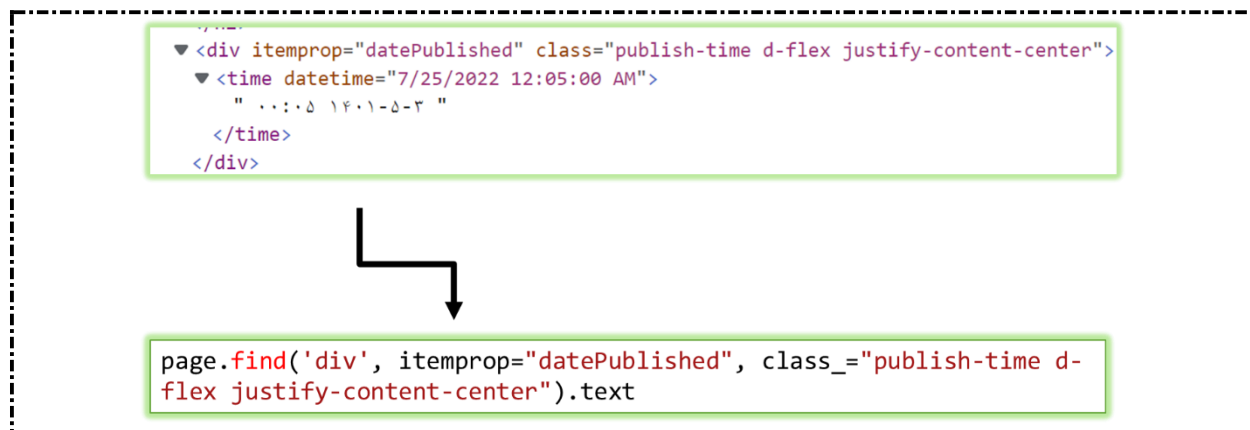 <div itemprop="datePublished" class="publish-time d-flex justify-content-center">
<time datetime="7/25/2022 12:05:00 AM">
" ۰۰:۰۵ ۱۴۰۱-۵-۳ "
</time>
</div>
page.find('div', itemprop="datePublished", class_="publish-time d-
flex justify-content-center").text